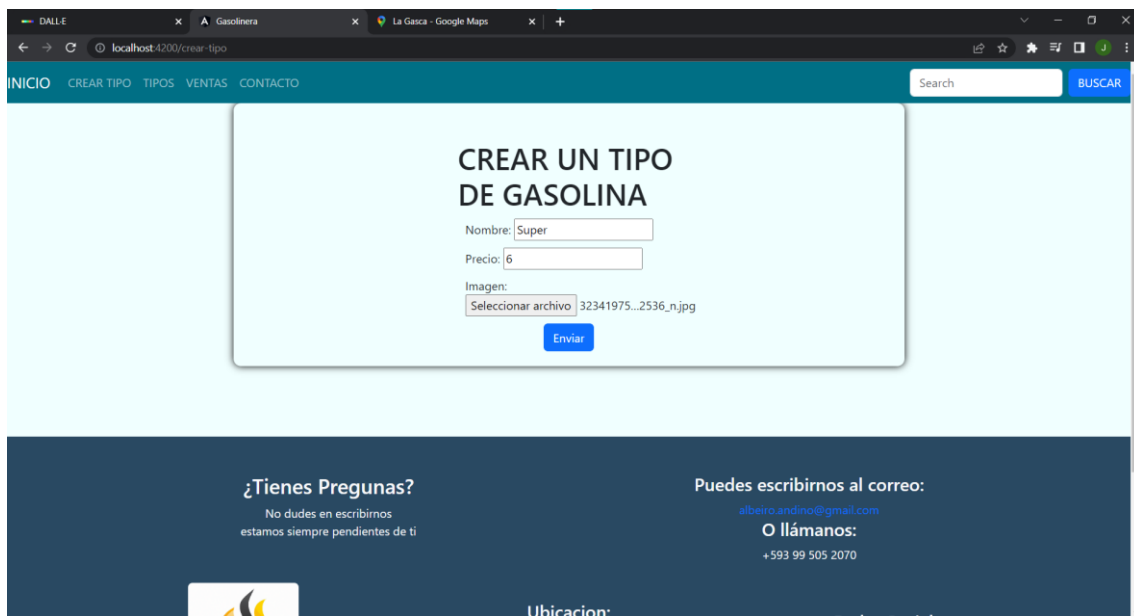 DALL·E
Gasolinera
La Gasca - Google Maps
localhost:4200/crear-tipo
J
INICIO CREAR TIPO TIPOS VENTAS CONTACTO
Search
BUSCAR
CREAR UN TIPO
DE GASOLINA
Nombre: Super
Precio: 6
Imagen:
Seleccionar archivo 32341975...2536_n.jpg
Enviar
¿Tienes Pregunas?
No dudes en escribirnos
estamos siempre pendientes de ti
Puedes escribirnos al correo:
albeiro.andino@gmail.com
O llámanos:
+593 99 505 2070
Ubicacion: